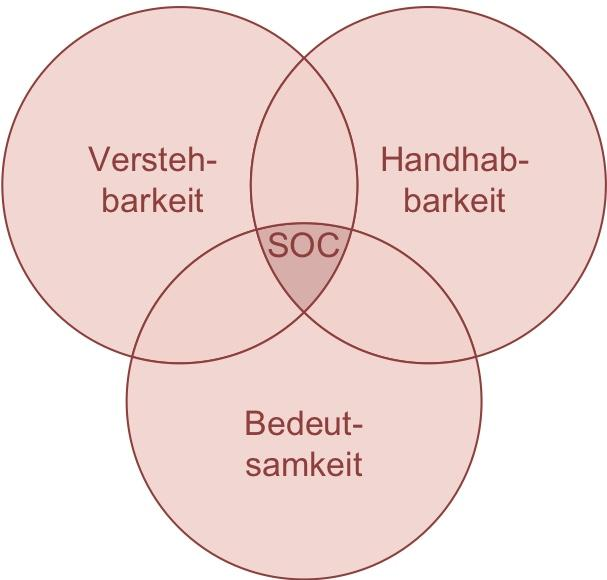 Versteh-
barkeit
Handhab-
barkeit
SOC
Bedeut-
samkeit